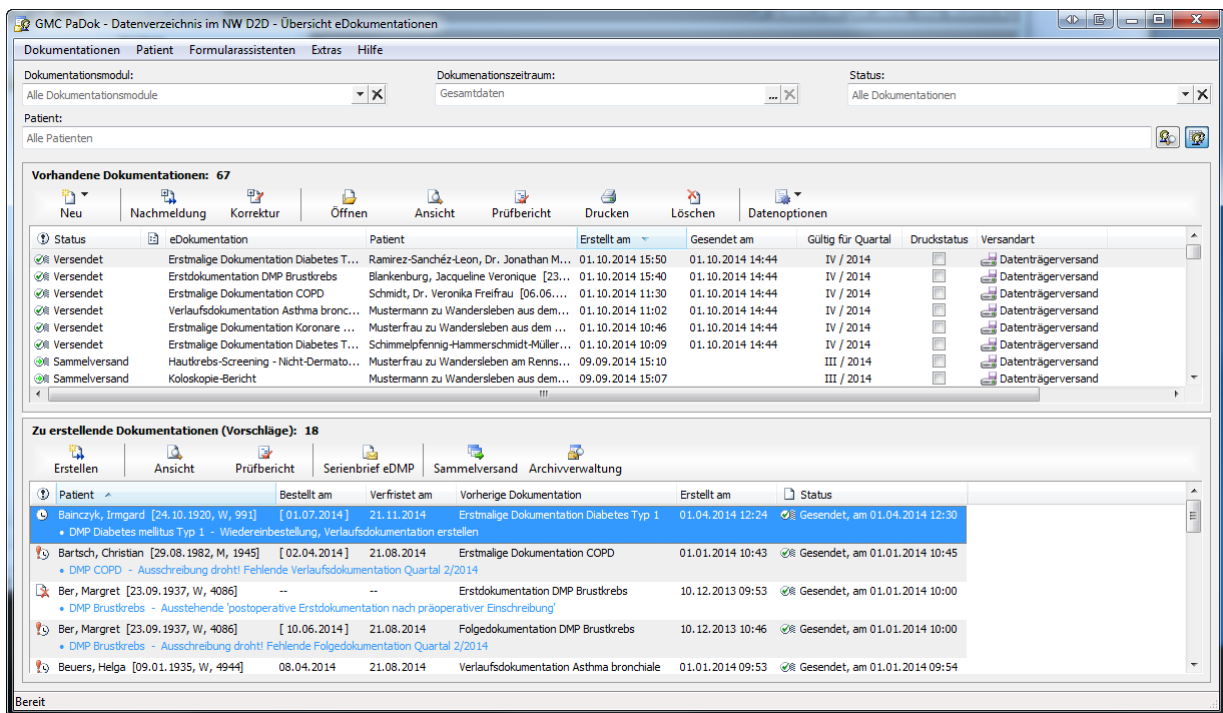 GMC PaDok - Datenverzeichnis im NW D2D - Übersicht eDokumentationen
Dokumentationen Patient Formularassistenten Extras Hilfe
Dokumentationsmodul: Dokumenationszeitraum: Status:
Alle Dokumentationsmodule Gesamtdaten ... Alle Dokumentationen
Patient:
Alle Patienten
Vorhandene Dokumentationen: 67
Neu Nachmeldung Korrektur Öffnen Ansicht Prüfbericht Drucken Löschen Datenoptionen
Status eDokumentation Patient Erstellt am Gesendet am Gültig für Quartal Druckstatus Versandart
Versendet Erstmalige Dokumentation Diabetes T... Ramirez-Sanchéz-Leon, Dr. Jonathan M... 01.10.2014 15:50 01.10.2014 14:44 IV / 2014 Datenträgerversand
Versendet Erstdokumentation DMP Brustkrebs Blankenburg, Jacqueline Veronique [23... 01.10.2014 15:40 01.10.2014 14:44 IV / 2014 Datenträgerversand
Versendet Erstmalige Dokumentation COPD Schmidt, Dr. Veronika Freifrau [06.06.... 01.10.2014 11:30 01.10.2014 14:44 IV / 2014 Datenträgerversand
Versendet Verlaufsdokumentation Asthma bronc... Mustermann zu Wandersleben aus dem... 01.10.2014 11:02 01.10.2014 14:44 IV / 2014 Datenträgerversand
Versendet Erstmalige Dokumentation Koronare ... Musterfrau zu Wandersleben aus dem ... 01.10.2014 10:46 01.10.2014 14:44 IV / 2014 Datenträgerversand
Versendet Erstmalige Dokumentation Diabetes T... Schimmelpfennig-Hammerschmidt-Müller... 01.10.2014 10:09 01.10.2014 14:44 IV / 2014 Datenträgerversand
Sammelversand Hautkrebs-Screening - Nicht-Dermato... Musterfrau zu Wandersleben am Renns... 09.09.2014 15:10 III / 2014 Datenträgerversand
Sammelversand Koloskopie-Bericht Mustermann zu Wandersleben aus dem... 09.09.2014 15:07 III / 2014 Datenträgerversand
Zu erstellende Dokumentationen (Vorschläge): 18
Erstellen Ansicht Prüfbericht Serienbrief eDMP Sammelversand Archivverwaltung
Patient Bestellt am Verfristet am Vorherige Dokumentation Erstellt am Status
Bainczyk, Irmgard [24.10.1920, W, 991] [ 01.07.2014 ] 21.11.2014 Erstmalige Dokumentation Diabetes Typ 1 01.04.2014 12:24 Gesendet, am 01.04.2014 12:30
• DMP Diabetes mellitus Typ 1 - Wiedereinbestellung, Verlaufsdokumentation erstellen
Bartsch, Christian [29.08.1982, M, 1945] [ 02.04.2014 ] 21.08.2014 Erstmalige Dokumentation COPD 01.01.2014 10:43 Gesendet, am 01.01.2014 10:45
• DMP COPD - Ausschreibung droht! Fehlende Verlaufsdokumentation Quartal 2/2014
Ber, Margret [23.09.1937, W, 4086] -- -- Erstdokumentation DMP Brustkrebs 10.12.2013 09:53 Gesendet, am 01.01.2014 10:00
• DMP Brustkrebs - Ausstehende 'postoperative Erstdokumentation nach präoperativer Einschreibung'
Ber, Margret [23.09.1937, W, 4086] [ 10.06.2014 ] 21.08.2014 Folgedokumentation DMP Brustkrebs 10.12.2013 10:46 Gesendet, am 01.01.2014 10:00
• DMP Brustkrebs - Ausschreibung droht! Fehlende Folgedokumentation Quartal 2/2014
Beuers, Helga [09.01.1935, W, 4944] 08.04.2014 21.08.2014 Verlaufsdokumentation Asthma bronchiale 01.01.2014 09:53 Gesendet, am 01.01.2014 09:54
Bereit